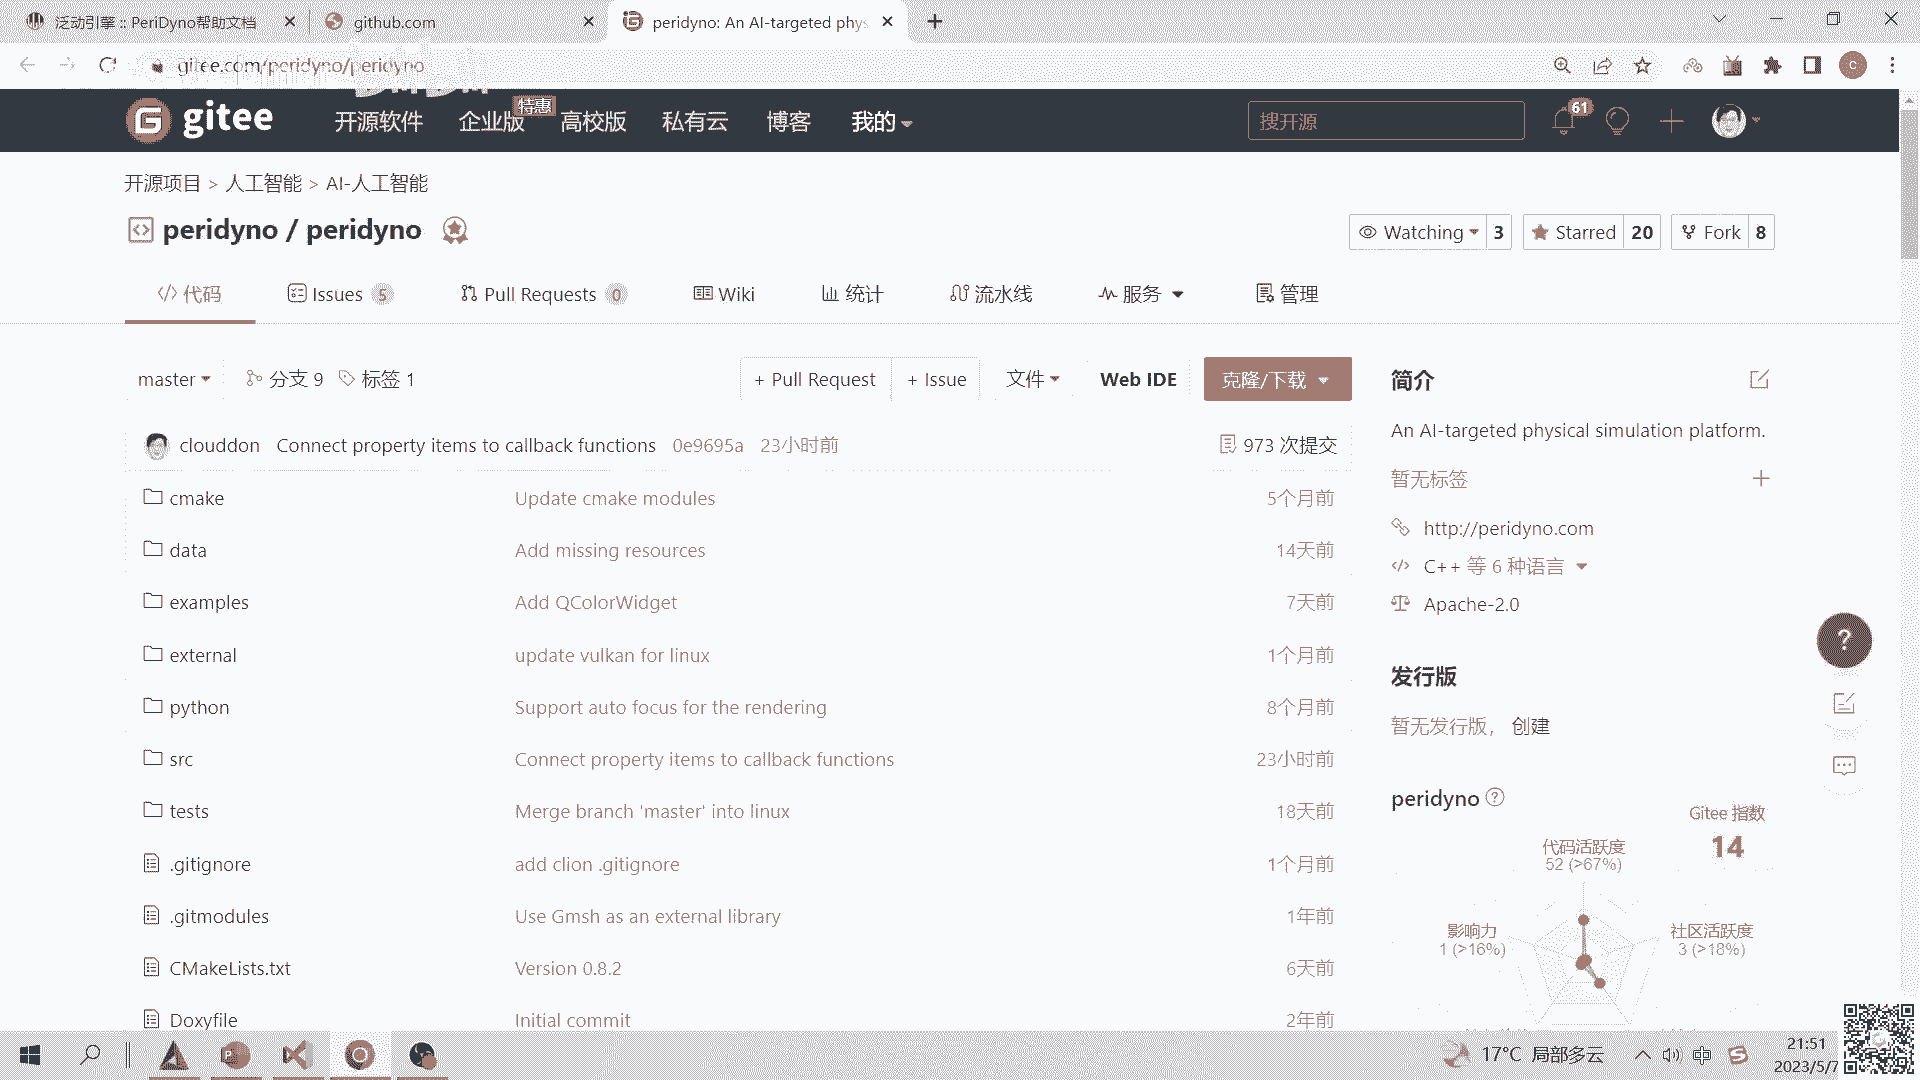 泛动引擎 :: PeriDyno帮助文档
github.com
peridyno: An AI-targeted phys
gitee.com/peridyno/peridyno
gitee
开源软件
企业版
特惠
高校版
私有云
博客
我的
搜开源
61
开源项目 > 人工智能 > AI-人工智能
peridyno / peridyno
Watching 3
Starred 20
Fork 8
代码
Issues 5
Pull Requests 0
Wiki
统计
流水线
服务
管理
master
分支 9
标签 1
+ Pull Request
+ Issue
文件
Web IDE
克隆/下载
clouddon Connect property items to callback functions 0e9695a 23小时前
973 次提交
cmake Update cmake modules 5个月前
data Add missing resources 14天前
examples Add QColorWidget 7天前
external update vulkan for linux 1个月前
python Support auto focus for the rendering 8个月前
src Connect property items to callback functions 23小时前
tests Merge branch 'master' into linux 18天前
.gitignore add clion .gitignore 1个月前
.gitmodules Use Gmsh as an external library 1年前
CMakeLists.txt Version 0.8.2 6天前
Doxyfile Initial commit 2年前
简介
An AI-targeted physical simulation platform.
暂无标签
http://peridyno.com
C++ 等 6 种语言
Apache-2.0
发行版
暂无发行版， 创建
peridyno
Gitee 指数
14
代码活跃度
52 (>67%)
影响力
1 (>16%)
社区活跃度
3 (>18%)
17°C 局部多云
中
21:51
2023/5/7